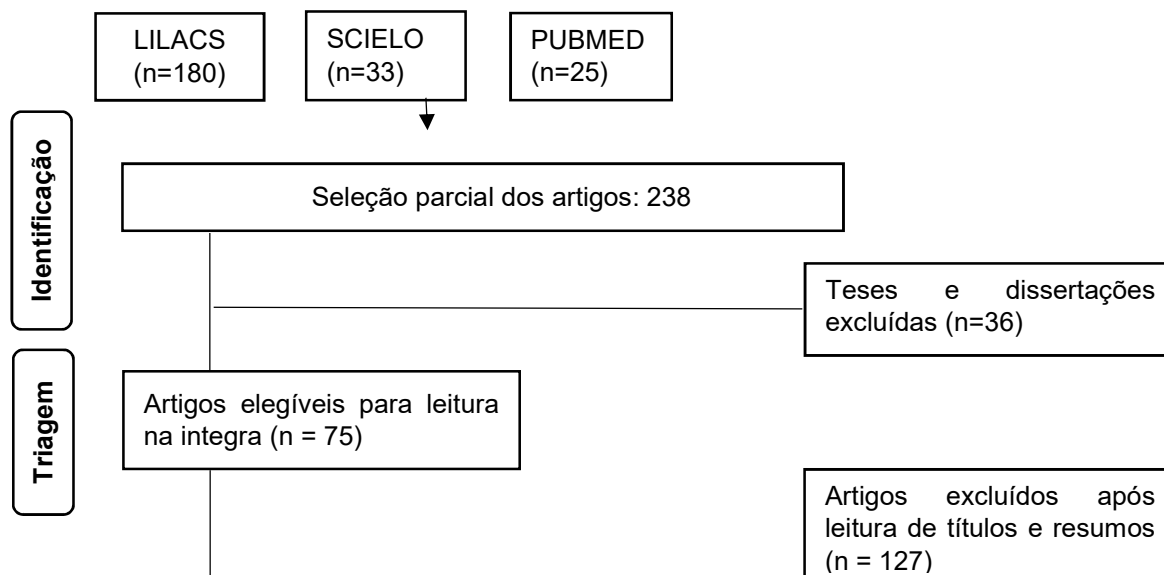 LILACS
(n=180)
SCIELO
(n=33)
PUBMED
(n=25)
Identificação
Seleção parcial dos artigos: 238
Teses e dissertações
excluídas (n=36)
Triagem
Artigos elegíveis para leitura
na integra (n = 75)
Artigos excluídos após
leitura de títulos e resumos
(n = 127)